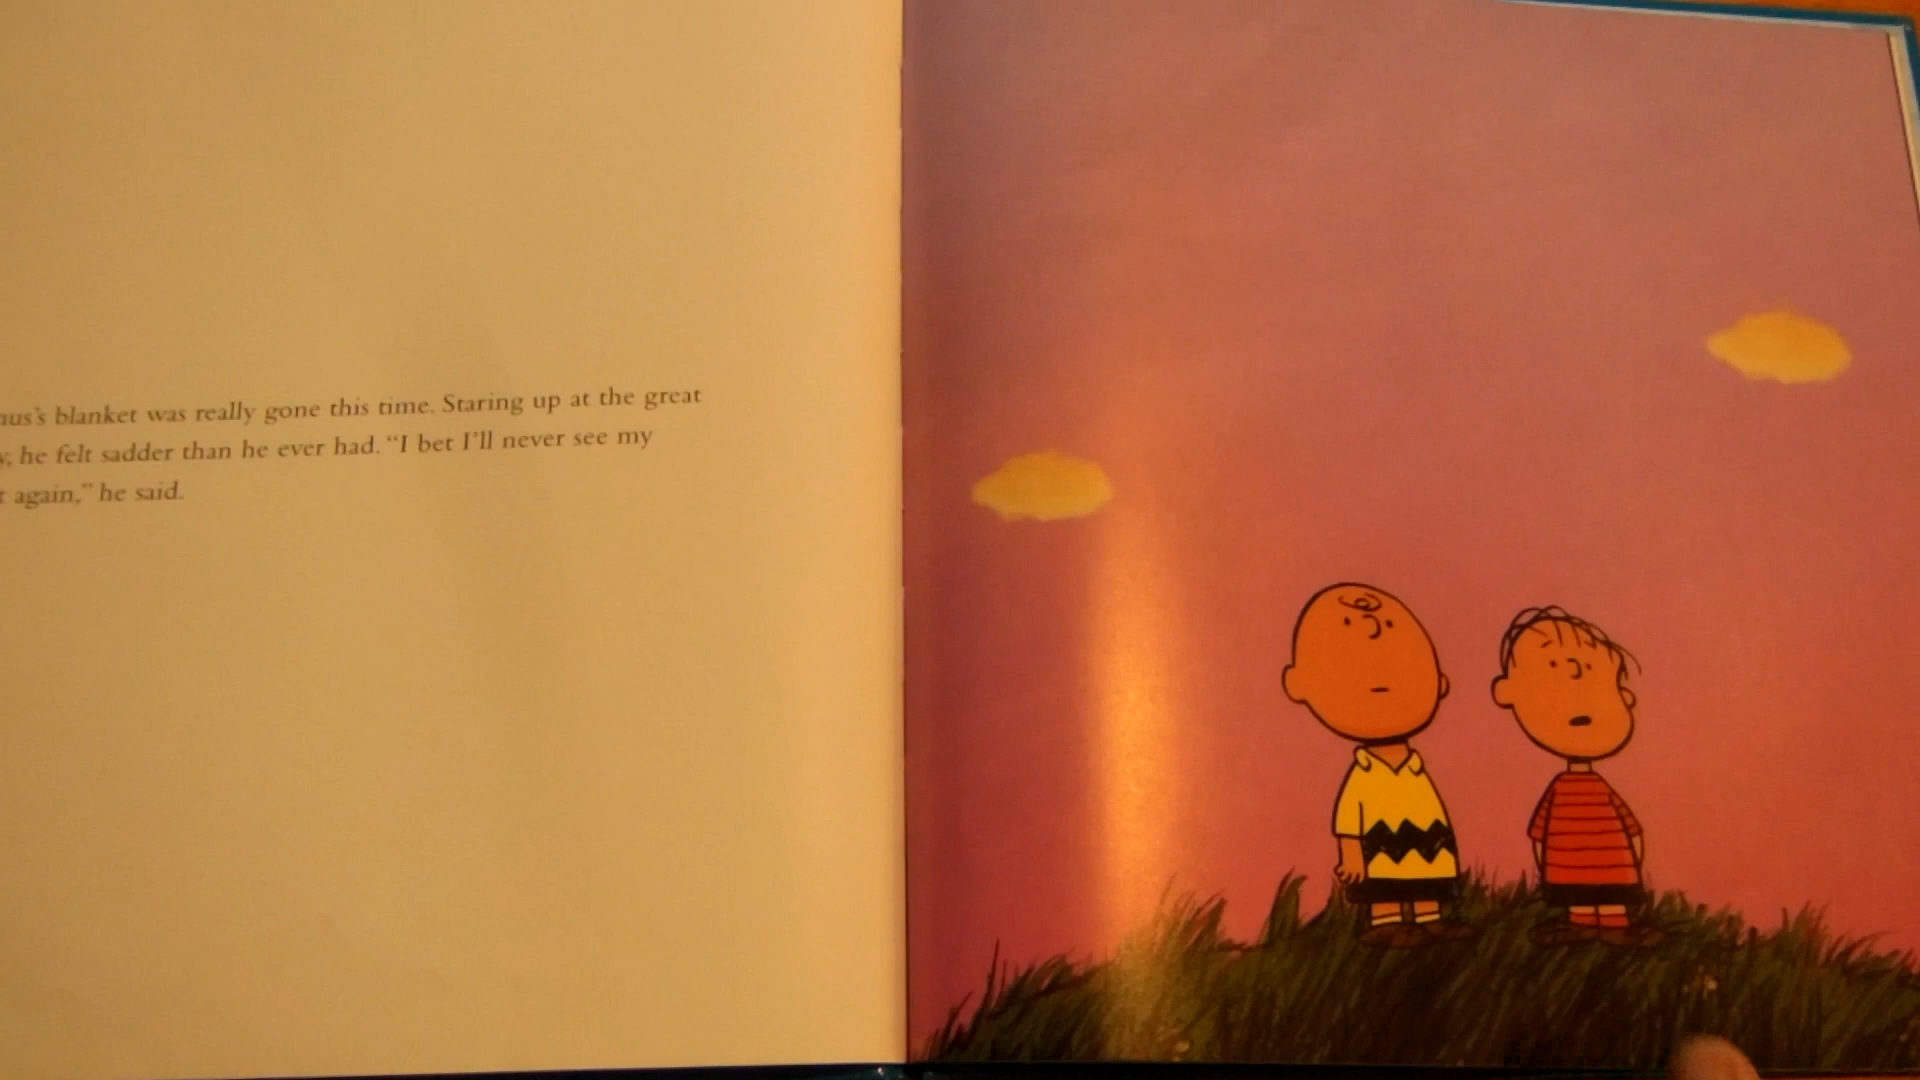 nus's blanket was really gone this time. Staring up at the great
y, he felt sadder than he ever had. “I bet I'll never see my
t again,” he said.